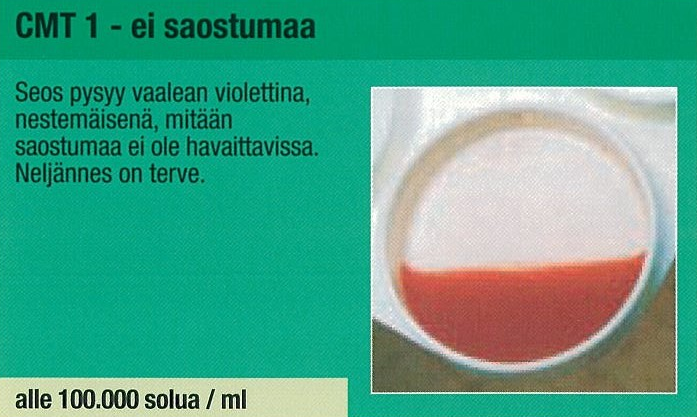 CMT 1 - ei saostumaa
Seos pysyy vaalean violettina,
nestemäisenä, mitään
saostumaa ei ole havaittavissa.
Neljännes on terve.
alle 100.000 solua / ml